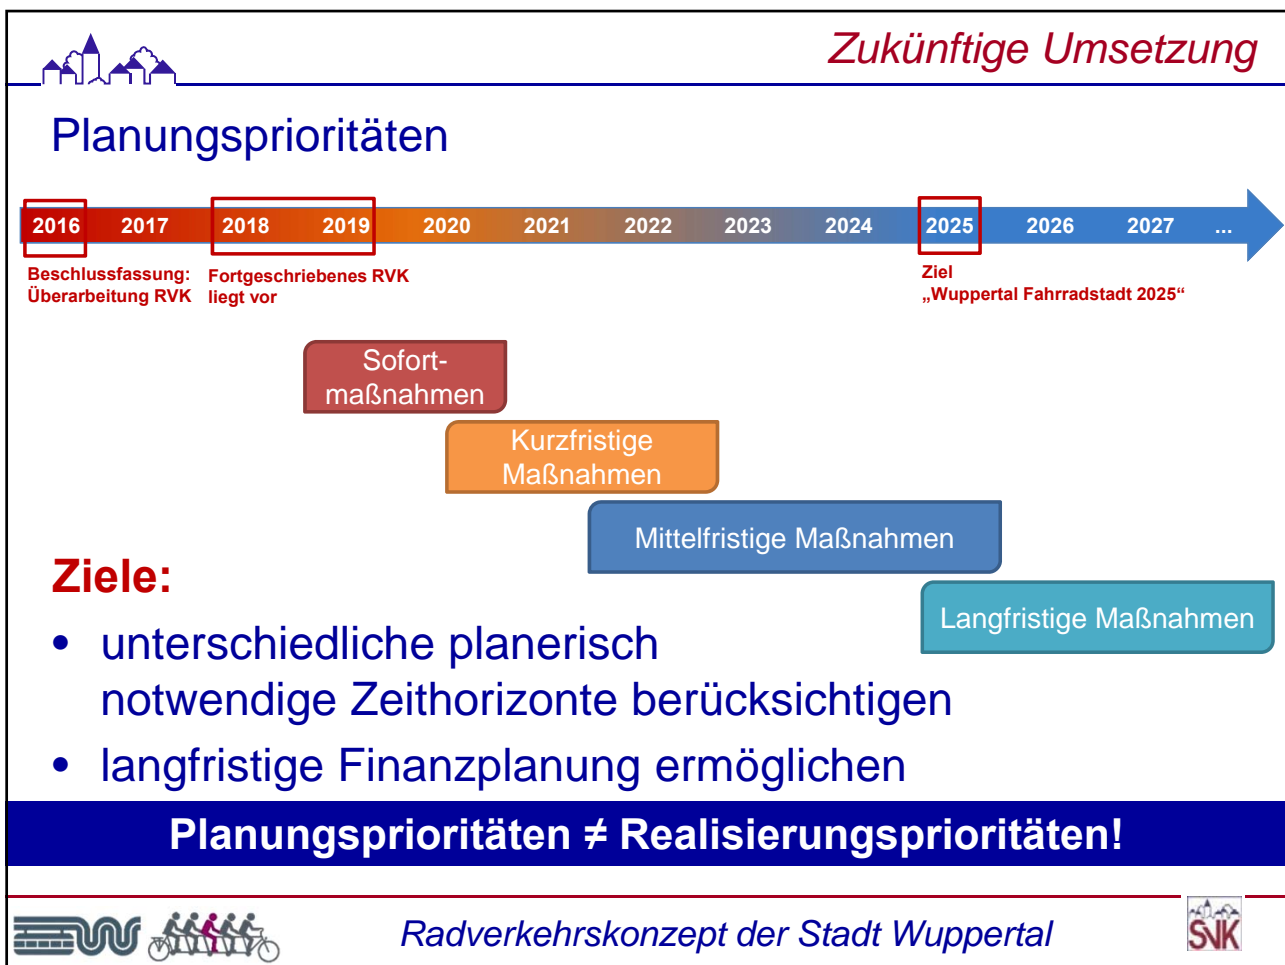 Zukünftige Umsetzung
Planungsprioritäten
2016 2017 2018 2019 2020 2021 2022 2023 2024 2025 2026 2027 ...
Beschlussfassung:
Überarbeitung RVK
Fortgeschriebenes RVK
liegt vor
Ziel
„Wuppertal Fahrradstadt 2025“
Sofort-
maßnahmen
Kurzfristige
Maßnahmen
Mittelfristige Maßnahmen
Langfristige Maßnahmen
Ziele:
• unterschiedliche planerisch
notwendige Zeithorizonte berücksichtigen
• langfristige Finanzplanung ermöglichen
Planungsprioritäten ≠ Realisierungsprioritäten!
Radverkehrskonzept der Stadt Wuppertal
SVK